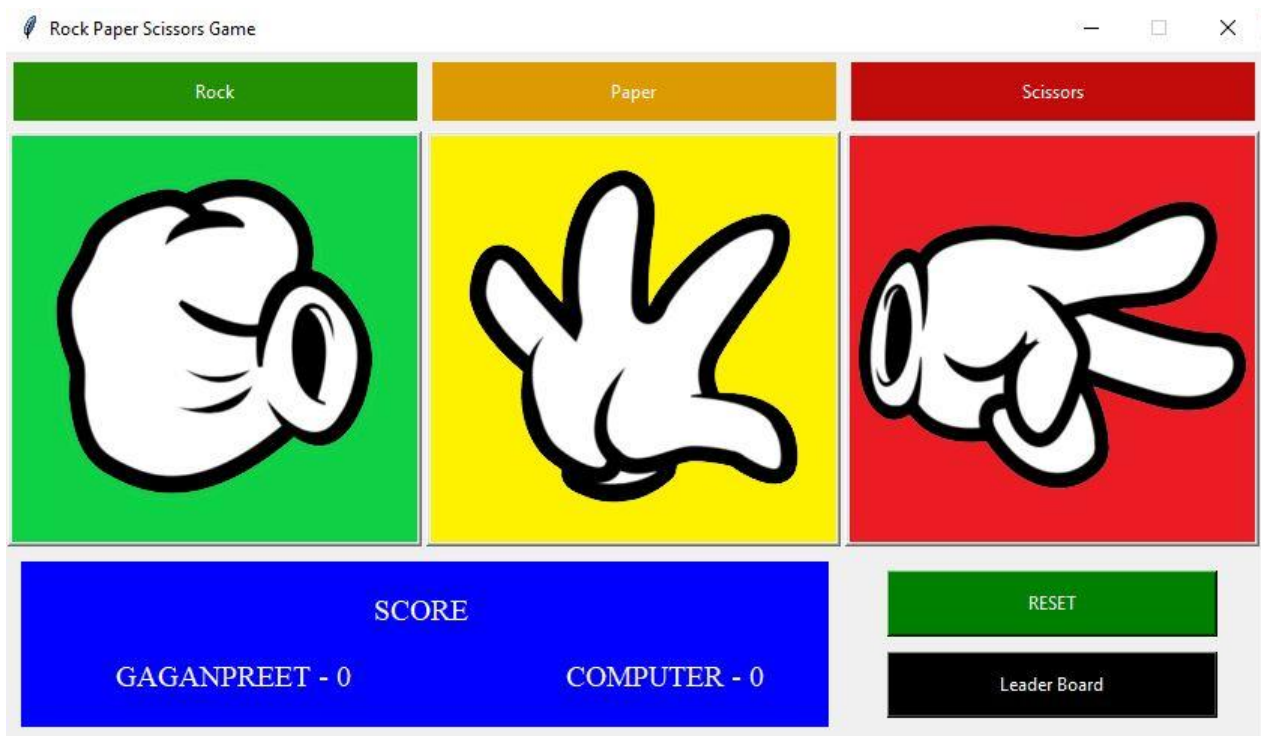 Rock Paper Scissors Game
Rock
Paper
Scissors
SCORE
GAGANPREET - 0
COMPUTER - 0
RESET
Leader Board